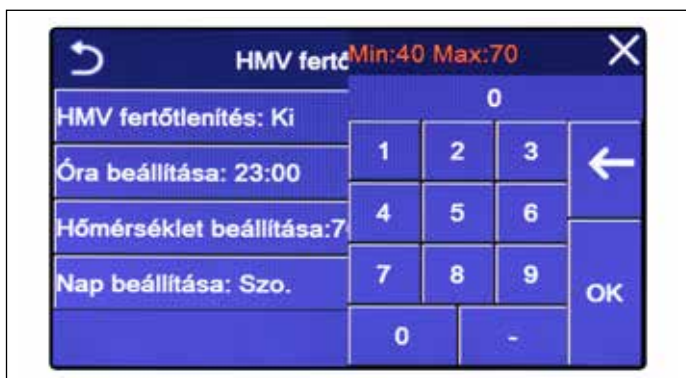 HMV fertő Min:40 Max:70
0
HMV fertőtlenítés: Ki
1 2 3
Óra beállítása: 23:00
4 5 6
Hőmérséklet beállítása:7
7 8 9
Nap beállítása: Szo.
OK
0 -